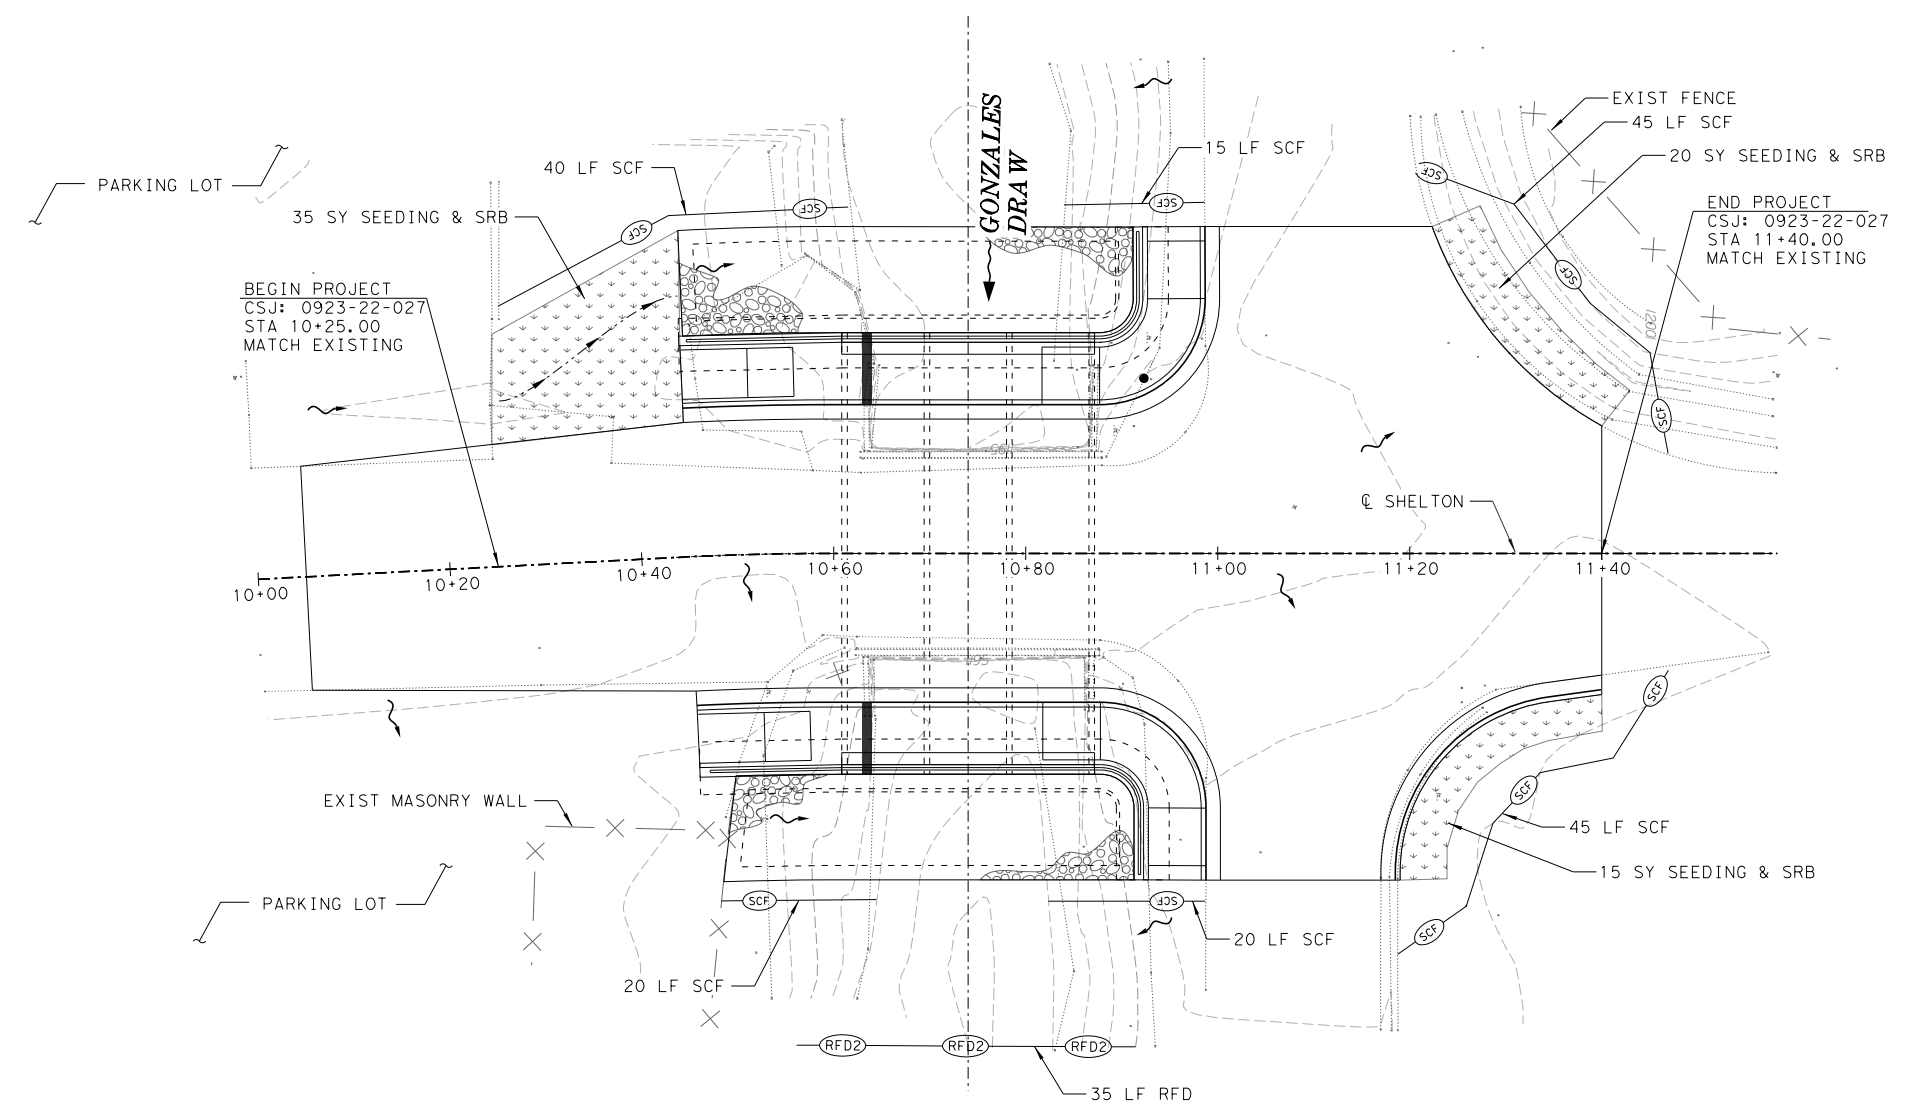 EXIST FENCE
45 LF SCF
20 SY SEEDING & SRB
GONZALES
DRAW
15 LF SCF
40 LF SCF
PARKING LOT
35 SY SEEDING & SRB
SCF
SCF
SCF
SCF
SCF
SCF
END PROJECT
CSJ: 0923-22-027
STA 11+40.00
MATCH EXISTING
BEGIN PROJECT
CSJ: 0923-22-027
STA 10+25.00
MATCH EXISTING
1200
℄ SHELTON
10+00
10+20
10+40
10+60
10+80
11+00
11+20
11+40
SCF
SCF
EXIST MASONRY WALL
45 LF SCF
15 SY SEEDING & SRB
PARKING LOT
SCF
SCF
SCF
20 LF SCF
20 LF SCF
RFD2
RFD2
RFD2
35 LF RFD